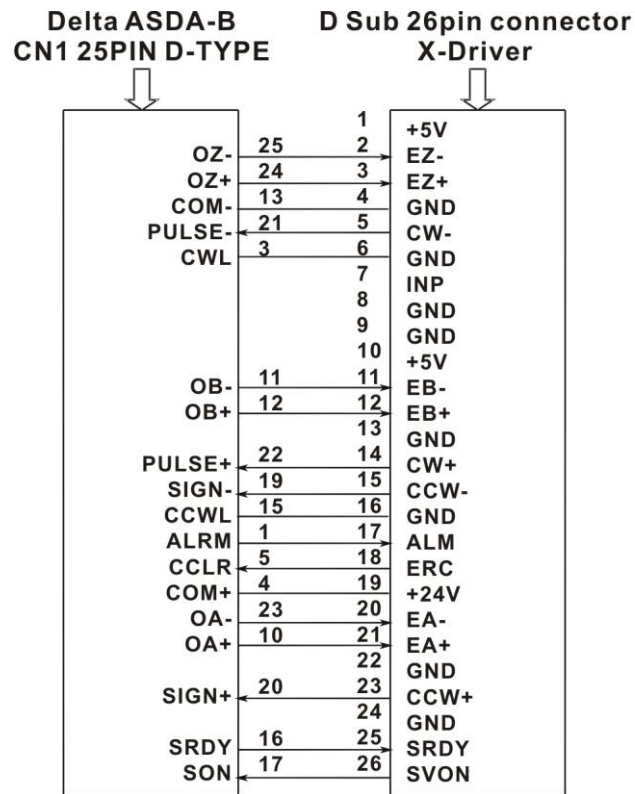 Delta ASDA-B D Sub 26pin connector
CN1 25PIN D-TYPE X-Driver
1 +5V
OZ- 25 2 EZ-
OZ+ 24 3 EZ+
COM- 13 4 GND
PULSE- 21 5 CW-
CWL 3 6 GND
7 INP
8 GND
9 GND
10 +5V
OB- 11 11 EB-
OB+ 12 12 EB+
13 GND
PULSE+ 22 14 CW+
SIGN- 19 15 CCW-
CCWL 15 16 GND
ALRM 1 17 ALM
CCLR 5 18 ERC
COM+ 4 19 +24V
OA- 23 20 EA-
OA+ 10 21 EA+
22 GND
SIGN+ 20 23 CCW+
24 GND
SRDY 16 25 SRDY
SON 17 26 SVON